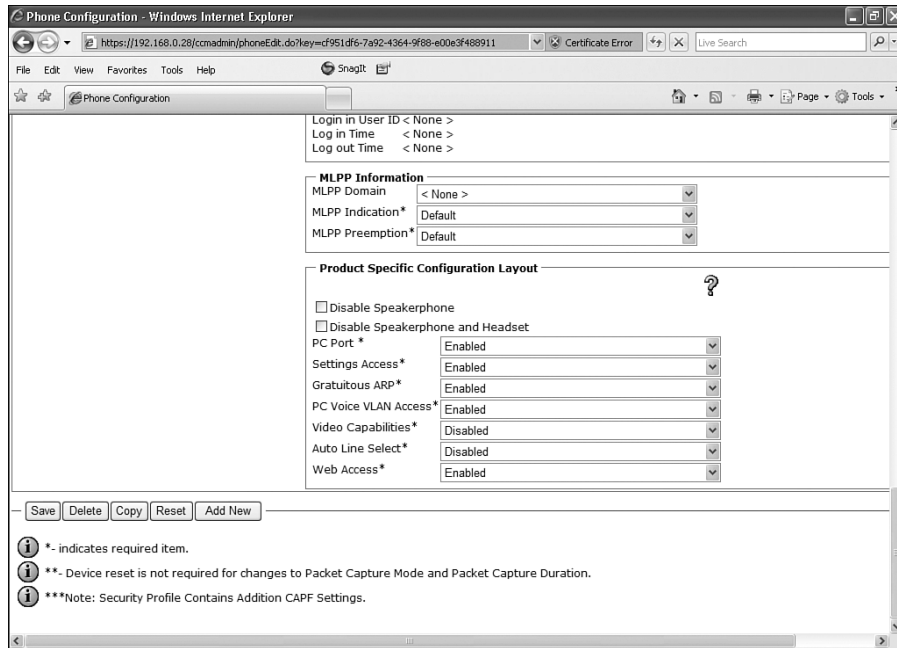 Phone Configuration - Windows Internet Explorer
https://192.168.0.28/ccmadmin/phoneEdit.do?key=cf951df6-7a92-4364-9f88-e00e3f488911 Certificate Error Live Search
File Edit View Favorites Tools Help SnagIt
Phone Configuration Page Tools
Login in User ID < None >
Log in Time < None >
Log out Time < None >
MLPP Information
MLPP Domain < None >
MLPP Indication* Default
MLPP Preemption* Default
Product Specific Configuration Layout
?
Disable Speakerphone
Disable Speakerphone and Headset
PC Port * Enabled
Settings Access* Enabled
Gratuitous ARP* Enabled
PC Voice VLAN Access* Enabled
Video Capabilities* Disabled
Auto Line Select* Disabled
Web Access* Enabled
Save Delete Copy Reset Add New
*- indicates required item.
**- Device reset is not required for changes to Packet Capture Mode and Packet Capture Duration.
***Note: Security Profile Contains Addition CAPF Settings.